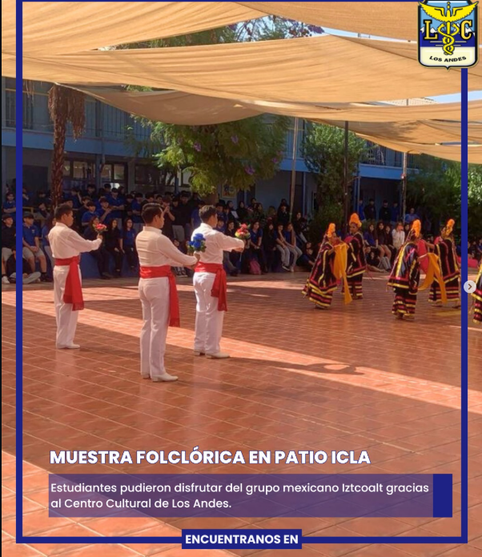 L C
LOS ANDES
MUESTRA FOLCLÓRICA EN PATIO ICLA
Estudiantes pudieron disfrutar del grupo mexicano Iztcoalt gracias
al Centro Cultural de Los Andes.
ENCUENTRANOS EN